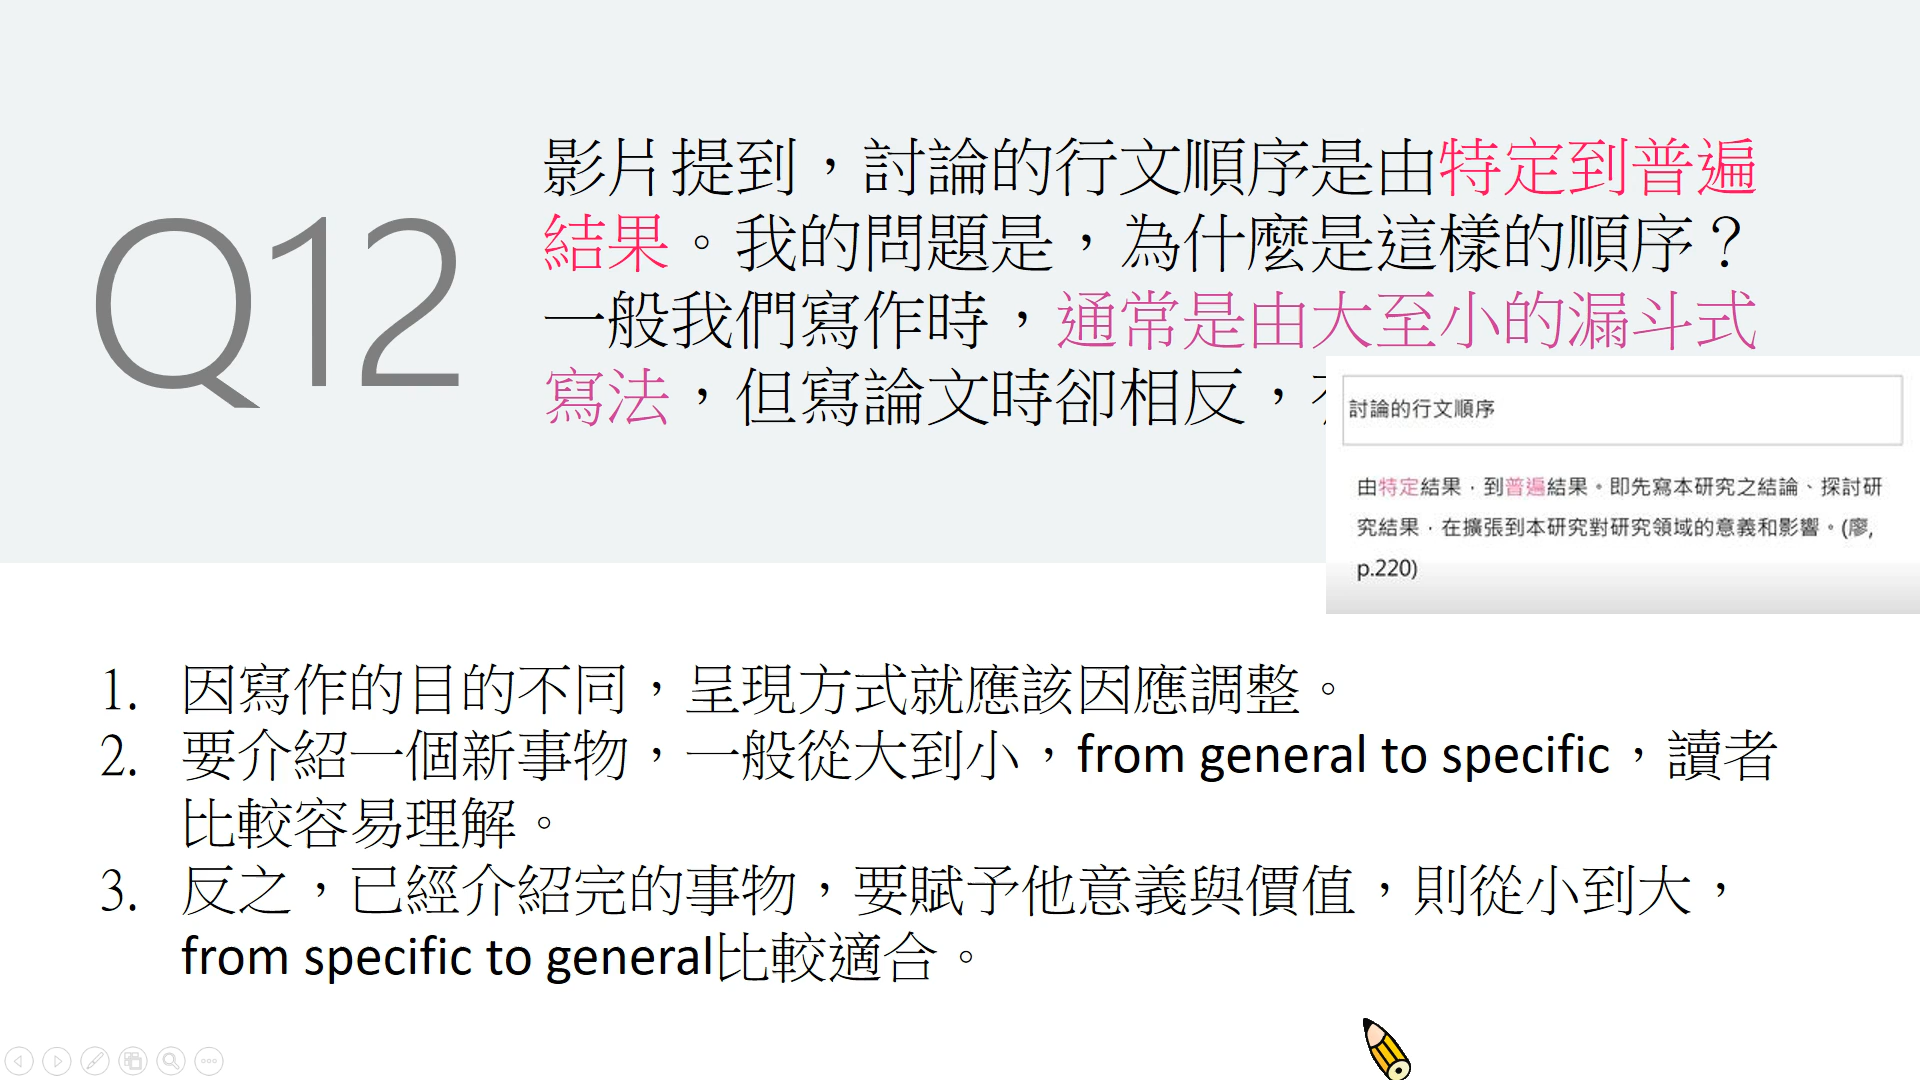 Q12
影片提到，討論的行文順序是由特定到普遍
結果。我的問題是，為什麼是這樣的順序？
一般我們寫作時，通常是由大至小的漏斗式
寫法，但寫論文時卻相反，
討論的行文順序
由特定結果，到普遍結果。即先寫本研究之結論、探討研
究結果，在擴張到本研究對研究領域的意義和影響。(廖,
p.220)
1. 因寫作的目的不同，呈現方式就應該因應調整。
2. 要介紹一個新事物，一般從大到小，from general to specific，讀者
比較容易理解。
3. 反之，已經介紹完的事物，要賦予他意義與價值，則從小到大，
from specific to general比較適合。